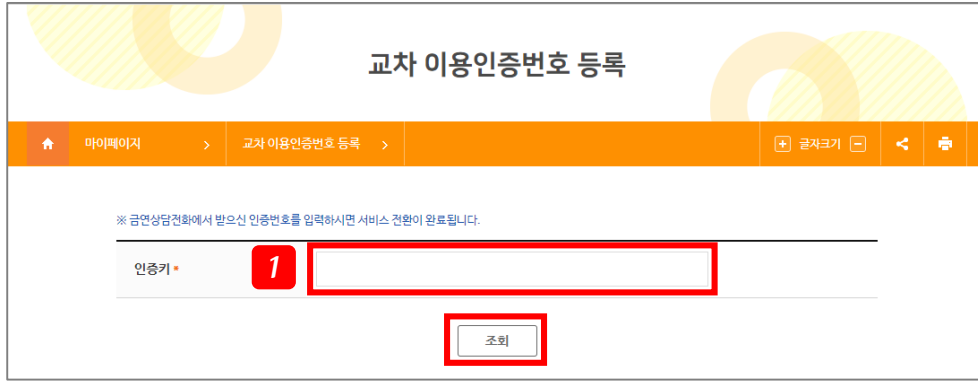 교차 이용인증번호 등록
마이페이지 > 교차 이용인증번호 등록 > + 글자크기 -
※ 금연상담전화에서 받으신 인증번호를 입력하시면 서비스 전환이 완료됩니다.
인증키 * 1
조회